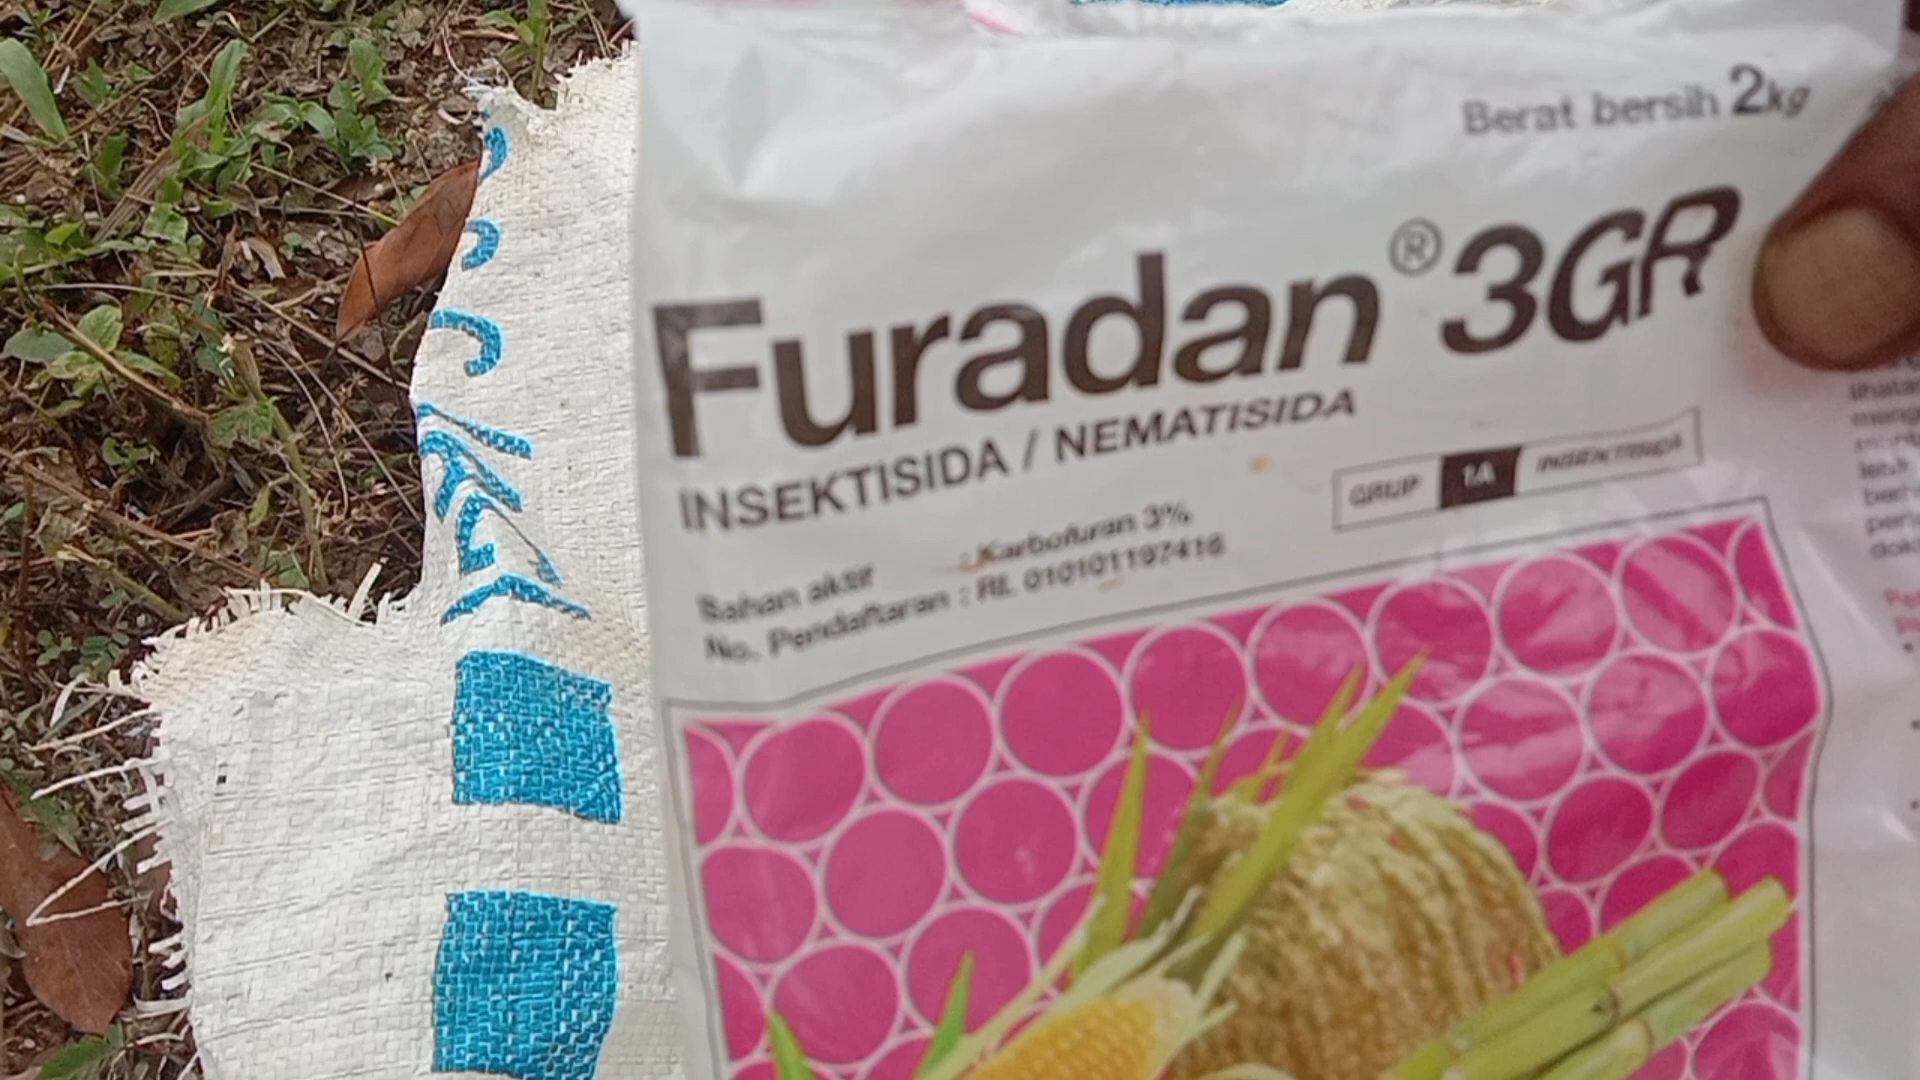 Berat bersih 2kg
Furadan® 3GR
INSEKTISIDA / NEMATISIDA
GRUP 1A INSEKTISIDA
Bahan aktif : Karbofuran 3%
No. Pendaftaran : RI. 010101197416